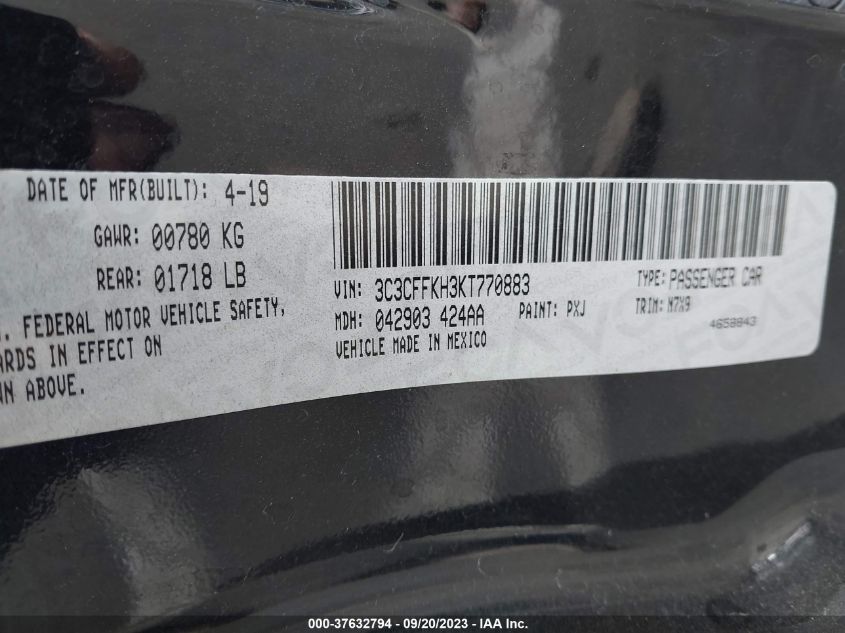 DATE OF MFR(BUILT): 4-19
GAWR: 00780 KG
REAR: 01718 LB
. FEDERAL MOTOR VEHICLE SAFETY,
ARDS IN EFFECT ON
WN ABOVE.
VIN: 3C3CFFKH3KT770883
MDH: 042903 424AA
PAINT: PXJ
VEHICLE MADE IN MEXICO
TYPE: PASSENGER CAR
TRIM: N7X9
4658843
000-37632794 - 09/20/2023 - IAA Inc.